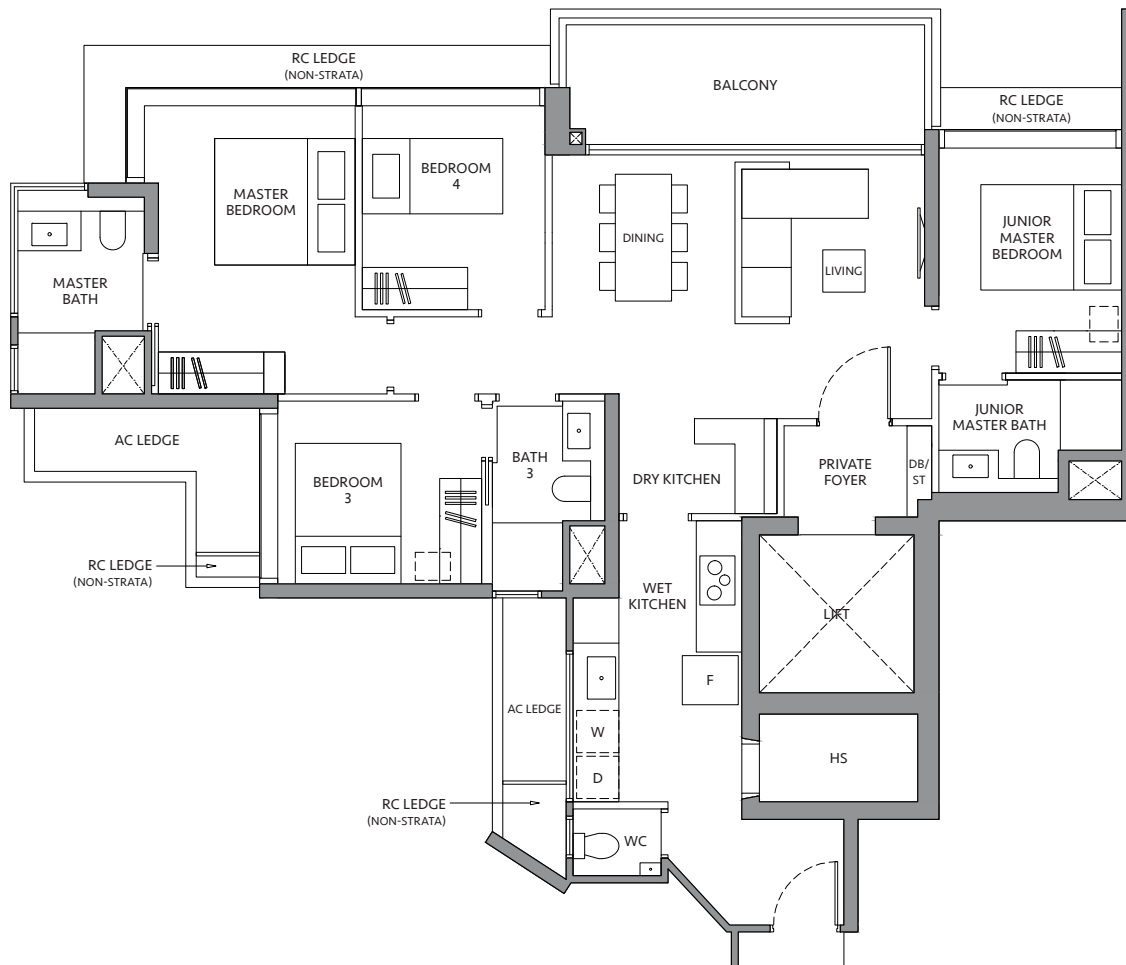 RC LEDGE
(NON-STRATA)
BALCONY
RC LEDGE
(NON-STRATA)
MASTER
BEDROOM
BEDROOM
4
DINING
LIVING
JUNIOR
MASTER
BEDROOM
MASTER
BATH
AC LEDGE
BEDROOM
3
BATH
3
DRY KITCHEN
PRIVATE
FOYER
DB/
ST
JUNIOR
MASTER BATH
RC LEDGE
(NON-STRATA)
WET
KITCHEN
LIFT
F
AC LEDGE
W
D
HS
RC LEDGE
(NON-STRATA)
WC